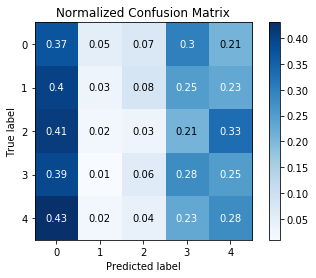 Normalized Confusion Matrix
0 0.37 0.05 0.07 0.3 0.21
1 0.4 0.03 0.08 0.25 0.23
2 0.41 0.02 0.03 0.21 0.33
3 0.39 0.01 0.06 0.28 0.25
4 0.43 0.02 0.04 0.23 0.28
0 1 2 3 4
True label
Predicted label
0.40
0.35
0.30
0.25
0.20
0.15
0.10
0.05